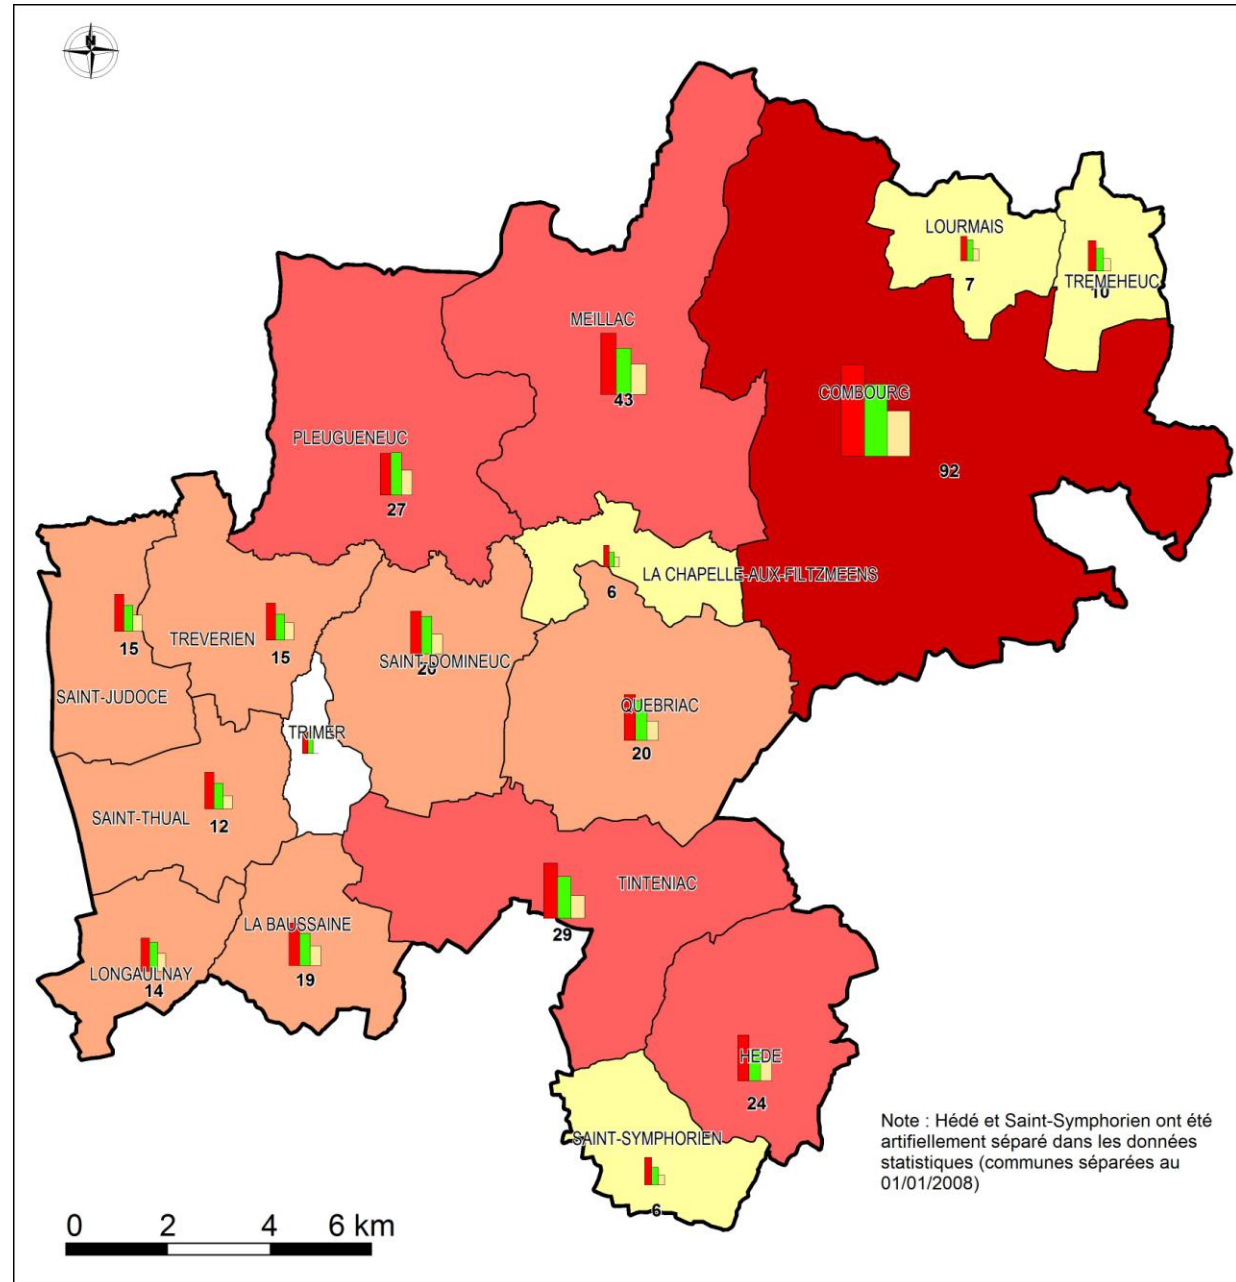 N
LOURMAIS
7
TREMEHEUC
10
MEILLAC
43
COMBOURG
92
PLEUGUENEUC
27
LA CHAPELLE-AUX-FILTZMEENS
6
15
TREVERIEN
15
SAINT-DOMINEUC
20
SAINT-JUDOCE
QUEBRIAC
20
TRIMER
SAINT-THUAL
12
TINTENIAC
29
LA BAUSSAINE
19
LONGAULNAY
14
HEDE
24
SAINT-SYMPHORIEN
6
Note : Hédé et Saint-Symphorien ont été
artifiellement séparé dans les données
statistiques (communes séparées au
01/01/2008)
0 2 4 6 km